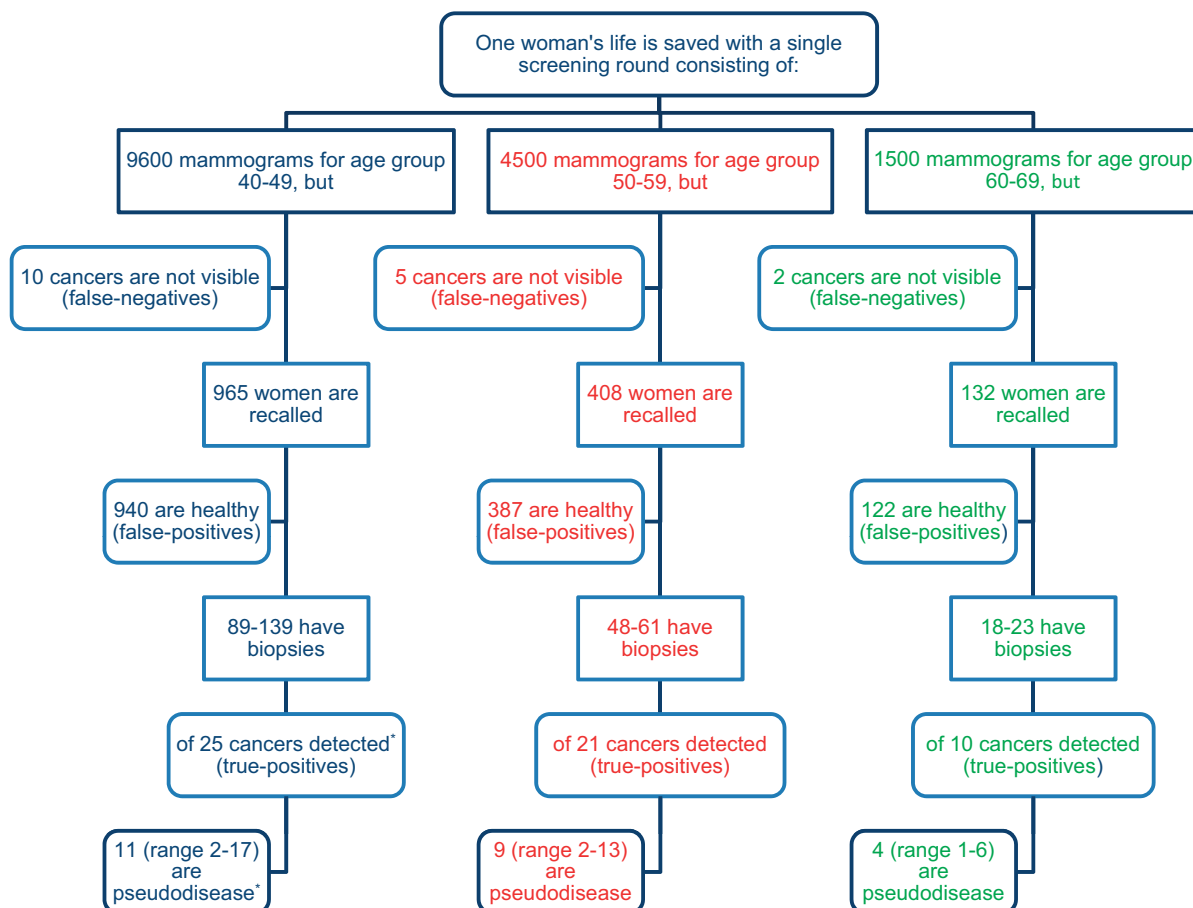 One woman's life is saved with a single
screening round consisting of:
9600 mammograms for age group
40-49, but
4500 mammograms for age group
50-59, but
1500 mammograms for age group
60-69, but
10 cancers are not visible
(false-negatives)
5 cancers are not visible
(false-negatives)
2 cancers are not visible
(false-negatives)
965 women are
recalled
408 women are
recalled
132 women are
recalled
940 are healthy
(false-positives)
387 are healthy
(false-positives)
122 are healthy
(false-positives)
89-139 have
biopsies
48-61 have
biopsies
18-23 have
biopsies
of 25 cancers detected*
(true-positives)
of 21 cancers detected
(true-positives)
of 10 cancers detected
(true-positives)
11 (range 2-17)
are
pseudodisease*
9 (range 2-13)
are
pseudodisease
4 (range 1-6)
are
pseudodisease